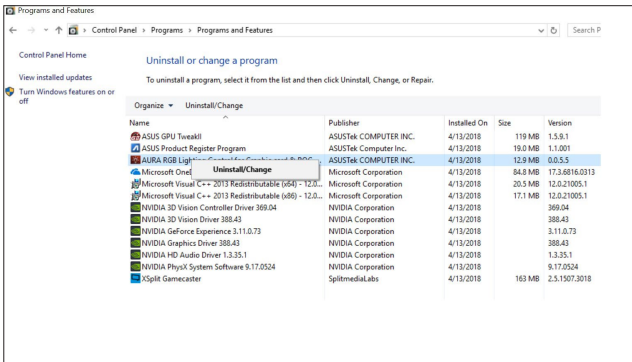 Programs and Features
Control Panel > Programs > Programs and Features
Search P
Control Panel Home
View installed updates
Turn Windows features on or
off
Uninstall or change a program
To uninstall a program, select it from the list and then click Uninstall, Change, or Repair.
Organize Uninstall/Change
Name Publisher Installed On Size Version
ASUS GPU TweakII ASUSTek COMPUTER INC. 4/13/2018 119 MB 1.5.9.1
ASUS Product Register Program ASUSTek Computer Inc. 4/13/2018 19.0 MB 1.1.001
AURA RGB Lighting Control for Graphic card & ROG ASUSTek COMPUTER INC. 4/13/2018 12.9 MB 0.0.5.5
Uninstall/Change
Microsoft Microsoft Corporation 4/13/2018 84.8 MB 17.3.6816.0313
Microsoft Visual C++ 2013 Redistributable (x64) - 12.0... Microsoft Corporation 4/13/2018 20.5 MB 12.0.21005.1
Microsoft Visual C++ 2013 Redistributable (x86) - 12.0... Microsoft Corporation 4/13/2018 17.1 MB 12.0.21005.1
NVIDIA 3D Vision Controller Driver 369.04 NVIDIA Corporation 4/13/2018 369.04
NVIDIA 3D Vision Driver 388.43 NVIDIA Corporation 4/13/2018 388.43
NVIDIA GeForce Experience 3.11.0.73 NVIDIA Corporation 4/13/2018 3.11.0.73
NVIDIA Graphics Driver 388.43 NVIDIA Corporation 4/13/2018 388.43
NVIDIA HD Audio Driver 1.3.35.1 NVIDIA Corporation 4/13/2018 1.3.35.1
NVIDIA PhysX System Software 9.17.0524 NVIDIA Corporation 4/13/2018 9.17.0524
XSplit Gamecaster SplitmediaLabs 4/13/2018 163 MB 2.5.1507.3018